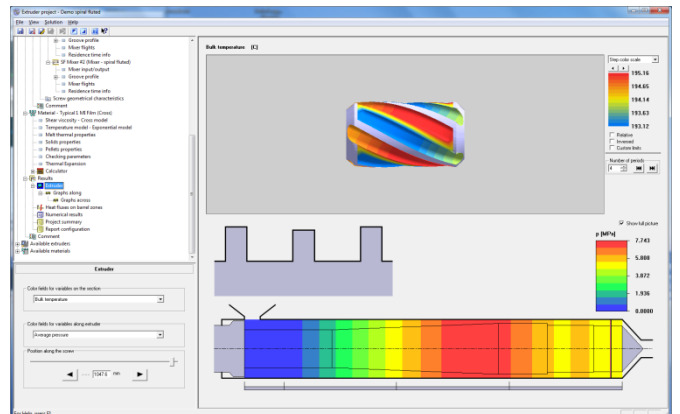 Extruder project - Demo spiral fluted
File View Solution Help
Groove profile
Mixer flights
Residence time info
SF Mixer #2 (Mixer - spiral fluted)
Mixer input/output
Groove profile
Mixer flights
Residence time info
Screw geometrical characteristics
Comment
Material - Typical 1 MI Film (Cross)
Shear viscosity - Cross model
Temperature model - Exponential model
Melt thermal properties
Solids properties
Pellets properties
Checking parameters
Thermal Expansion
Calculator
Results
Extruder
Graphs along
Graphs across
Heat fluxes on barrel zones
Numerical results
Project summary
Report configuration
Comment
Available extruders
Available materials
Extruder
Color fields for variables on the section
Bulk temperature
Color fields for variables along extruder
Average pressure
Position along the screw
1047.0 mm
Bulk temperature [C]
Step color scale
195.16
194.65
194.14
193.63
193.12
Relative
Inversed
Custom limits
Number of periods
4
Show full picture
p [MPa]
7.743
5.808
3.872
1.936
0.0000